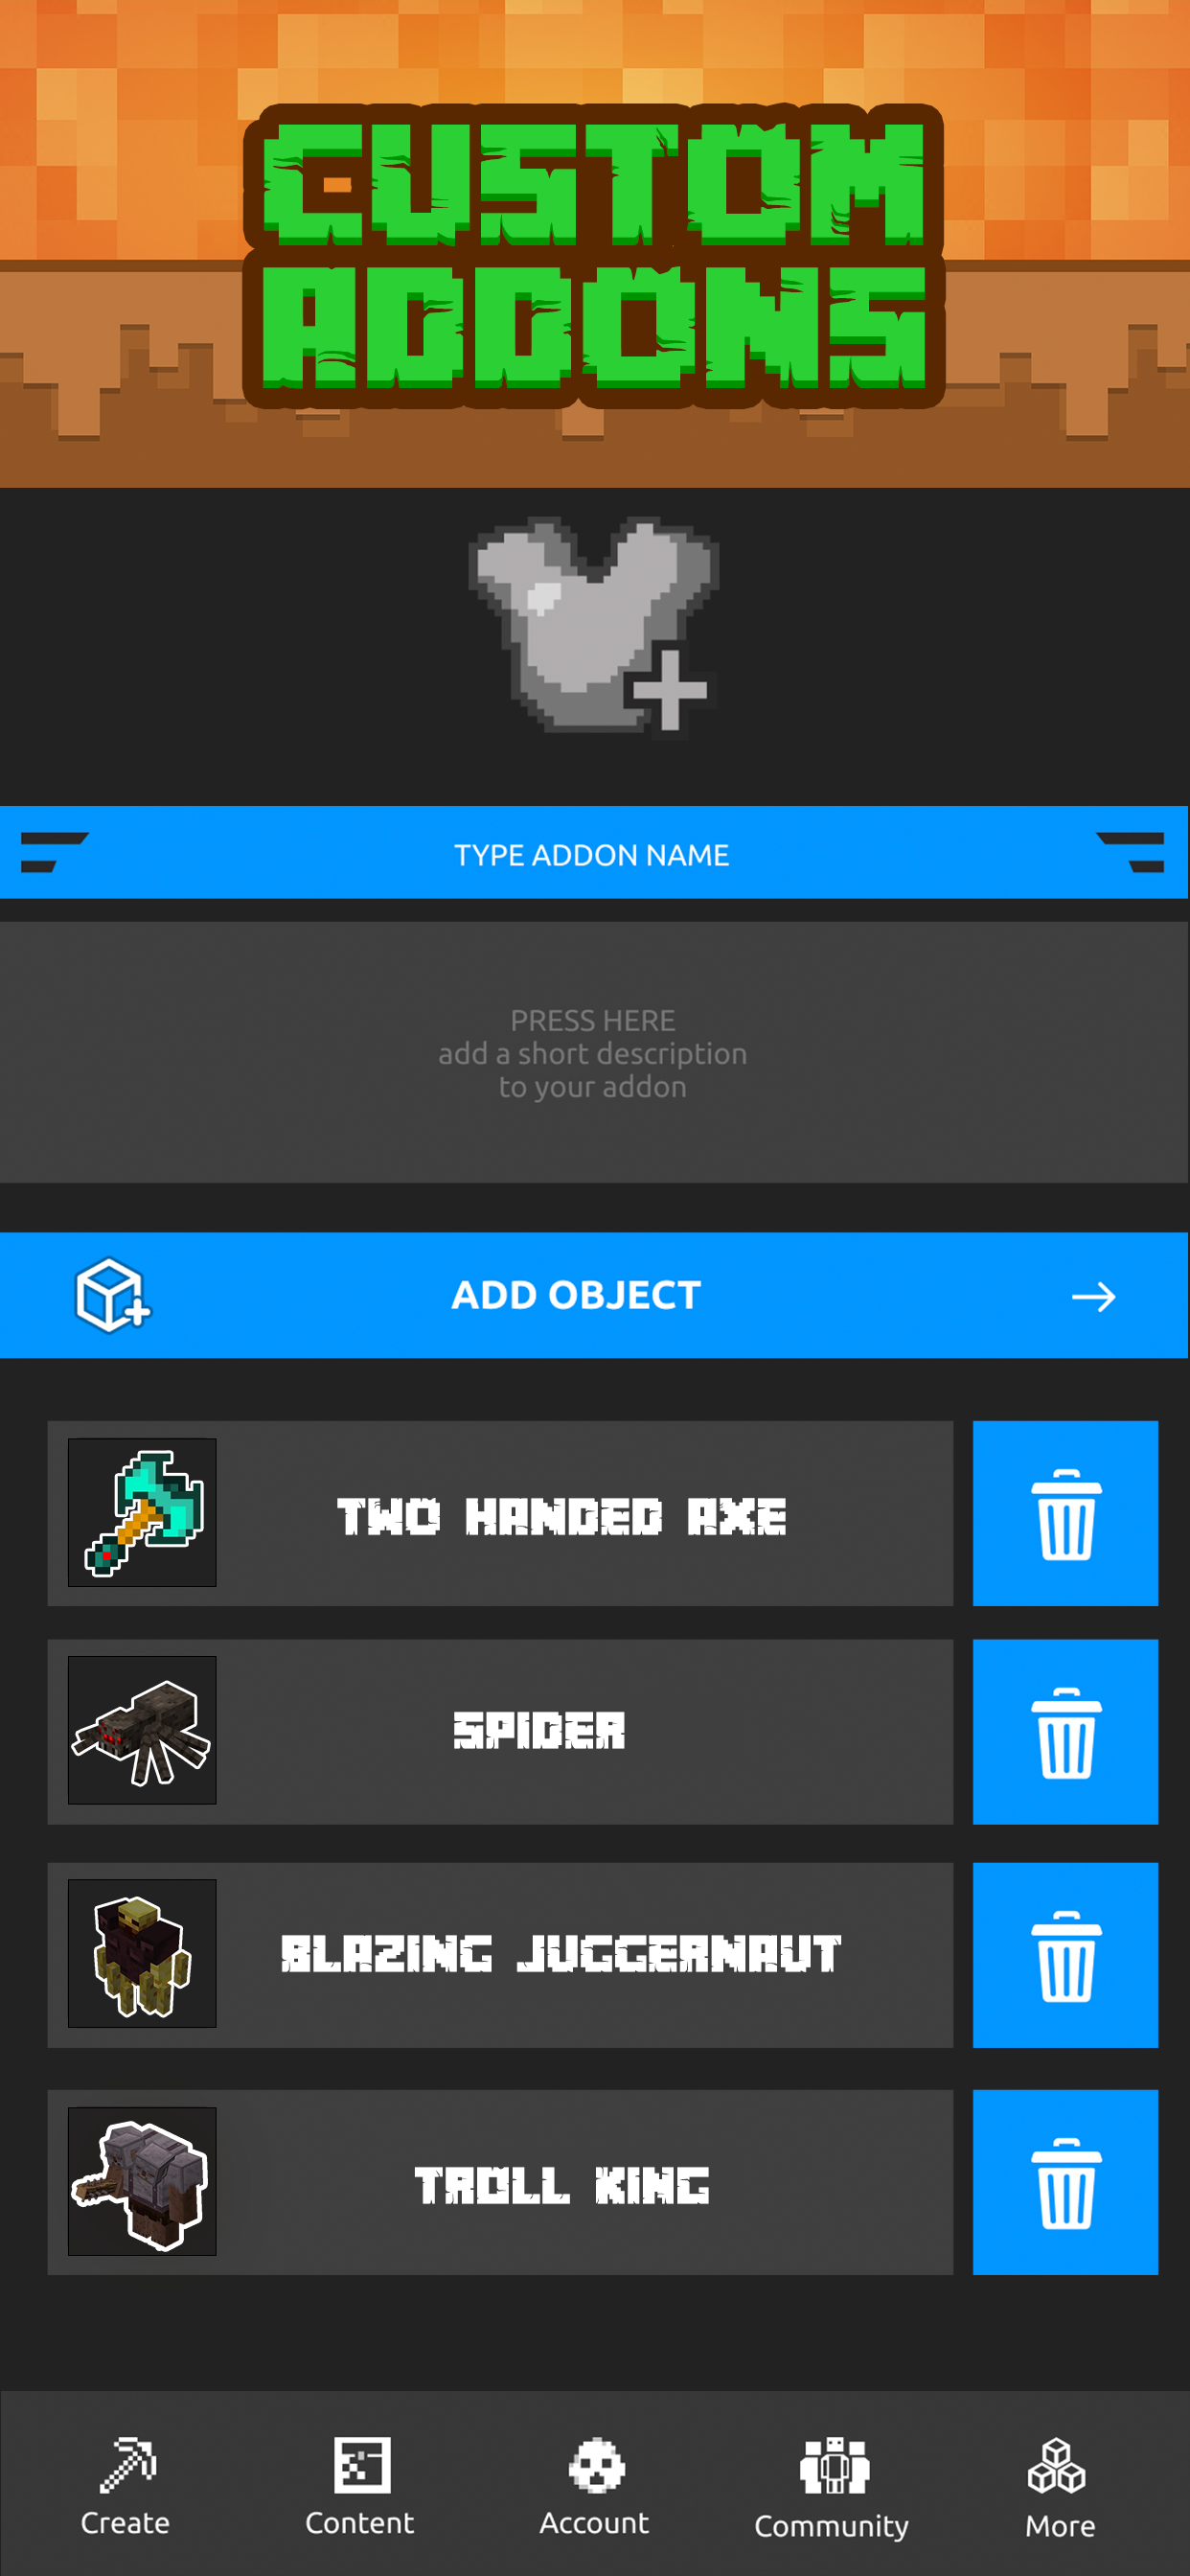 CUSTOM
ADDONS
TYPE ADDON NAME
PRESS HERE
add a short description
to your addon
ADD OBJECT
TWO HANDED AXE
SPIDER
BLAZING JUGGERNAUT
TROLL KING
Create
Content
Account
Community
More